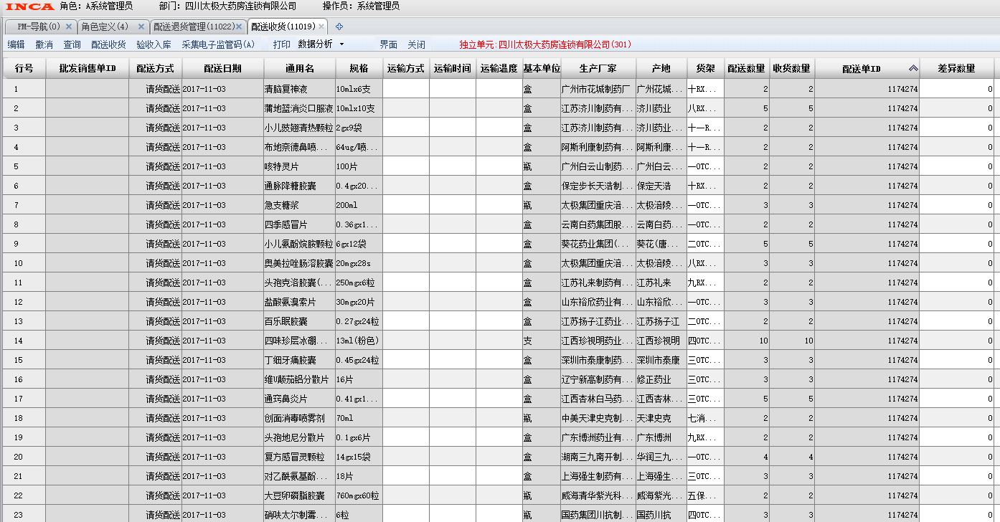 INCA 角色: A系统管理员 部门: 四川太极大药房连锁有限公司 操作员: 系统管理员
PM-导航(0) 角色定义(4) 配送退货管理(11022) 配送收货(11019)
编辑 撤消 查询 配送收货 验收入库 采集电子监管码(A) 打印 数据分析 界面 关闭 独立单元:四川太极大药房连锁有限公司(301)
行号 批发销售单ID 配送方式 配送日期 通用名 规格 运输方式 运输时间 运输温度 基本单位 生产厂家 产地 货架 配送数量 收货数量 配送单ID 差异数量
1 请货配送 2017-11-03 清脑复神液 10mlx6支 盒 广州市花城制药厂 广州花城... 十RX... 2 2 1174274 0
2 请货配送 2017-11-03 蒲地蓝消炎口服液 10mlx10支 盒 江苏济川制药有... 济川药业 八RX... 5 5 1174274 0
3 请货配送 2017-11-03 小儿豉翘清热颗粒 2gx9袋 盒 江苏济川制药有... 济川药业... 十一R... 2 2 1174274 0
4 请货配送 2017-11-03 布地奈德鼻喷... 64ug/喷... 盒 阿斯利康制药有... 阿斯利康... 十一R... 2 2 1174274 0
5 请货配送 2017-11-03 咳特灵片 100片 瓶 广州白云山制药... 广州白云... 一OTC... 2 2 1174274 0
6 请货配送 2017-11-03 通脉降糖胶囊 0.4gx20... 盒 保定步长天浩制... 保定天浩 十RX... 2 2 1174274 0
7 请货配送 2017-11-03 急支糖浆 200ml 瓶 太极集团重庆涪... 太极涪陵... 一OTC... 3 3 1174274 0
8 请货配送 2017-11-03 四季感冒片 0.36gx1... 盒 云南白药集团股... 云南白药... 一OTC... 2 2 1174274 0
9 请货配送 2017-11-03 小儿氨酚烷胺颗粒 6gx12袋 盒 葵花药业集团(... 葵花(唐... 二OTC... 5 5 1174274 0
10 请货配送 2017-11-03 奥美拉唑肠溶胶囊 20mgx28s 盒 太极集团重庆涪... 太极涪陵... 八RX... 3 3 1174274 0
11 请货配送 2017-11-03 头孢克洛胶囊(... 250mgx6粒 盒 江苏礼来制药有... 江苏礼来 九RX... 2 2 1174274 0
12 请货配送 2017-11-03 盐酸氨溴索片 30mgx20片 盒 山东裕欣药业有... 山东裕欣... 一OTC... 3 3 1174274 0
13 请货配送 2017-11-03 百乐眠胶囊 0.27gx24粒 盒 江苏扬子江药业... 江苏扬子江 二OTC... 2 2 1174274 0
14 请货配送 2017-11-03 四味珍层冰硼... 13ml(粉色) 支 江西珍视明药业... 江西珍视明 四OTC... 10 10 1174274 0
15 请货配送 2017-11-03 丁细牙痛胶囊 0.45gx24粒 盒 深圳市泰康制药... 深圳市泰康 三OTC... 3 3 1174274 0
16 请货配送 2017-11-03 维U颠茄铝分散片 16片 盒 辽宁新高制药有... 修正药业 三OTC... 3 3 1174274 0
17 请货配送 2017-11-03 通窍鼻炎片 0.41gx1... 盒 江西杏林白马药... 江西杏林... 三OTC... 5 5 1174274 0
18 请货配送 2017-11-03 创面消毒喷雾剂 70ml 瓶 中美天津史克制... 天津史克 七消... 2 2 1174274 0
19 请货配送 2017-11-03 头孢地尼分散片 0.1gx6片 盒 广东博洲药业有... 广东博洲 九RX... 2 2 1174274 0
20 请货配送 2017-11-03 复方感冒灵颗粒 14gx15袋 盒 湖南三九南开制... 华润三九... 一OTC... 4 4 1174274 0
21 请货配送 2017-11-03 对乙酰氨基酚... 18片 盒 上海强生制药有... 上海强生... 三OTC... 3 3 1174274 0
22 请货配送 2017-11-03 大豆卵磷脂胶囊 760mgx60粒 瓶 威海清华紫光科... 威海紫光... 五保... 2 2 1174274 0
23 请货配送 2017-11-03 硝呋太尔制霉... 6粒 瓶 国药集团川抗制... 国药川抗 四OTC... 3 3 1174274 0